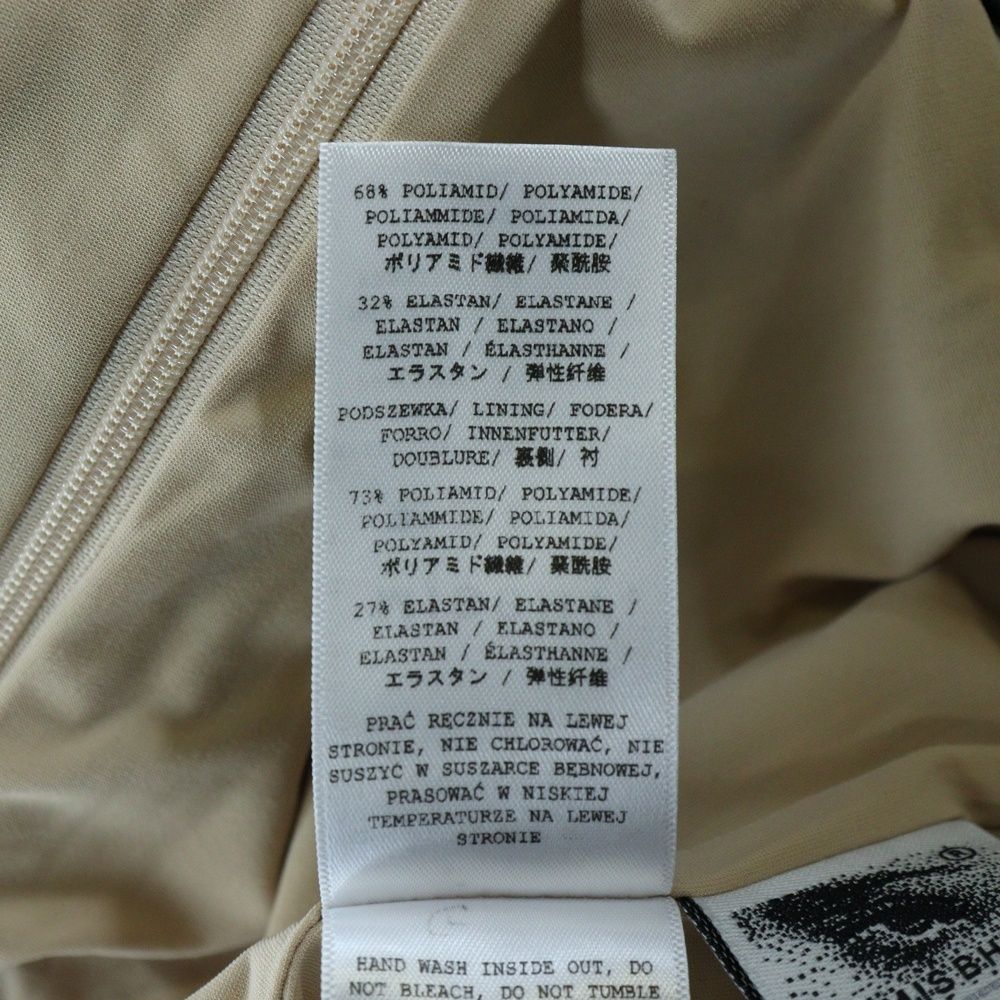 68% POLIAMID/ POLYAMIDE/
POLIAMMIDE/ POLIAMIDA/
POLYAMID/ POLYAMIDE/
ポリアミド繊維/ 聚酰胺
32% ELASTAN/ ELASTANE /
ELASTAN / ELASTANO /
ELASTAN / ÉLASTHANNE /
エラスタン / 弹性纤维
PODSZEWKA/ LINING/ FODERA/
FORRO/ INNENFUTTER/
DOUBLURE/ 裏側/ 衬
73% POLIAMID/ POLYAMIDE/
POLIAMMIDE/ POLIAMIDA/
POLYAMID/ POLYAMIDE/
ポリアミド繊維/ 聚酰胺
27% ELASTAN/ ELASTANE /
ELASTAN / ELASTANO /
ELASTAN / ÉLASTHANNE /
エラスタン / 弹性纤维
PRAĆ RĘCZNIE NA LEWEJ
STRONIE, NIE CHLOROWAĆ, NIE
SUSZYĆ W SUSZARCE BĘBNOWEJ,
PRASOWAĆ W NISKIEJ
TEMPERATURZE NA LEWEJ
STRONIE
HAND WASH INSIDE OUT, DO
NOT BLEACH, DO NOT TUMBLE
®